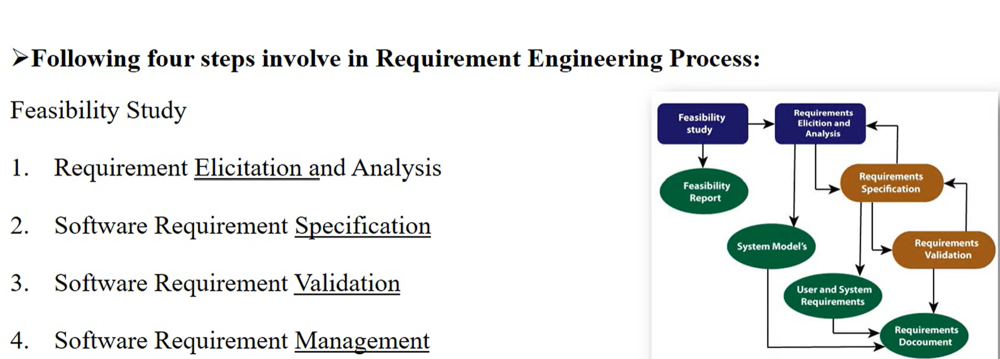 ➢Following four steps involve in Requirement Engineering Process:
Feasibility Study
1. Requirement Elicitation and Analysis
2. Software Requirement Specification
3. Software Requirement Validation
4. Software Requirement Management
Feasibility
study
Requirements
Elicition and
Analysis
Feasibility
Report
Requirements
Specification
System Model's
Requirements
Validation
User and System
Requirements
Requirements
Docoument